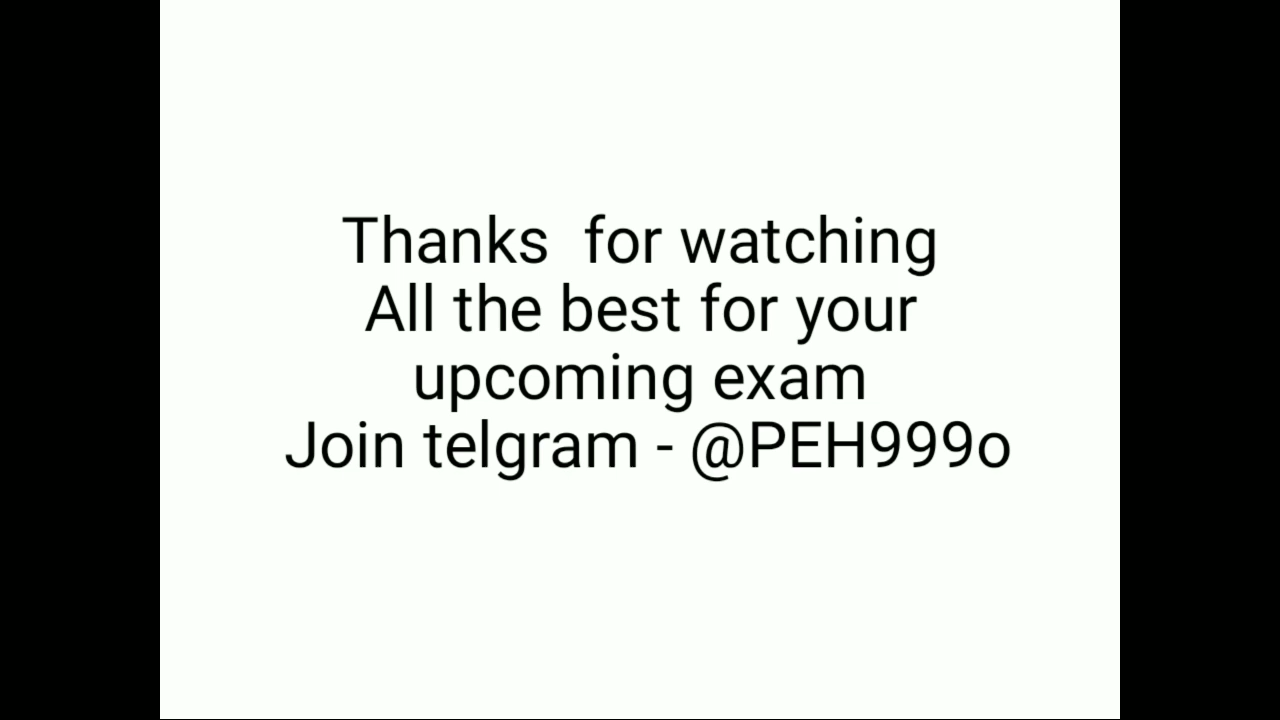 Thanks  for watching
All the best for your
upcoming exam
Join telgram - @PEH999o